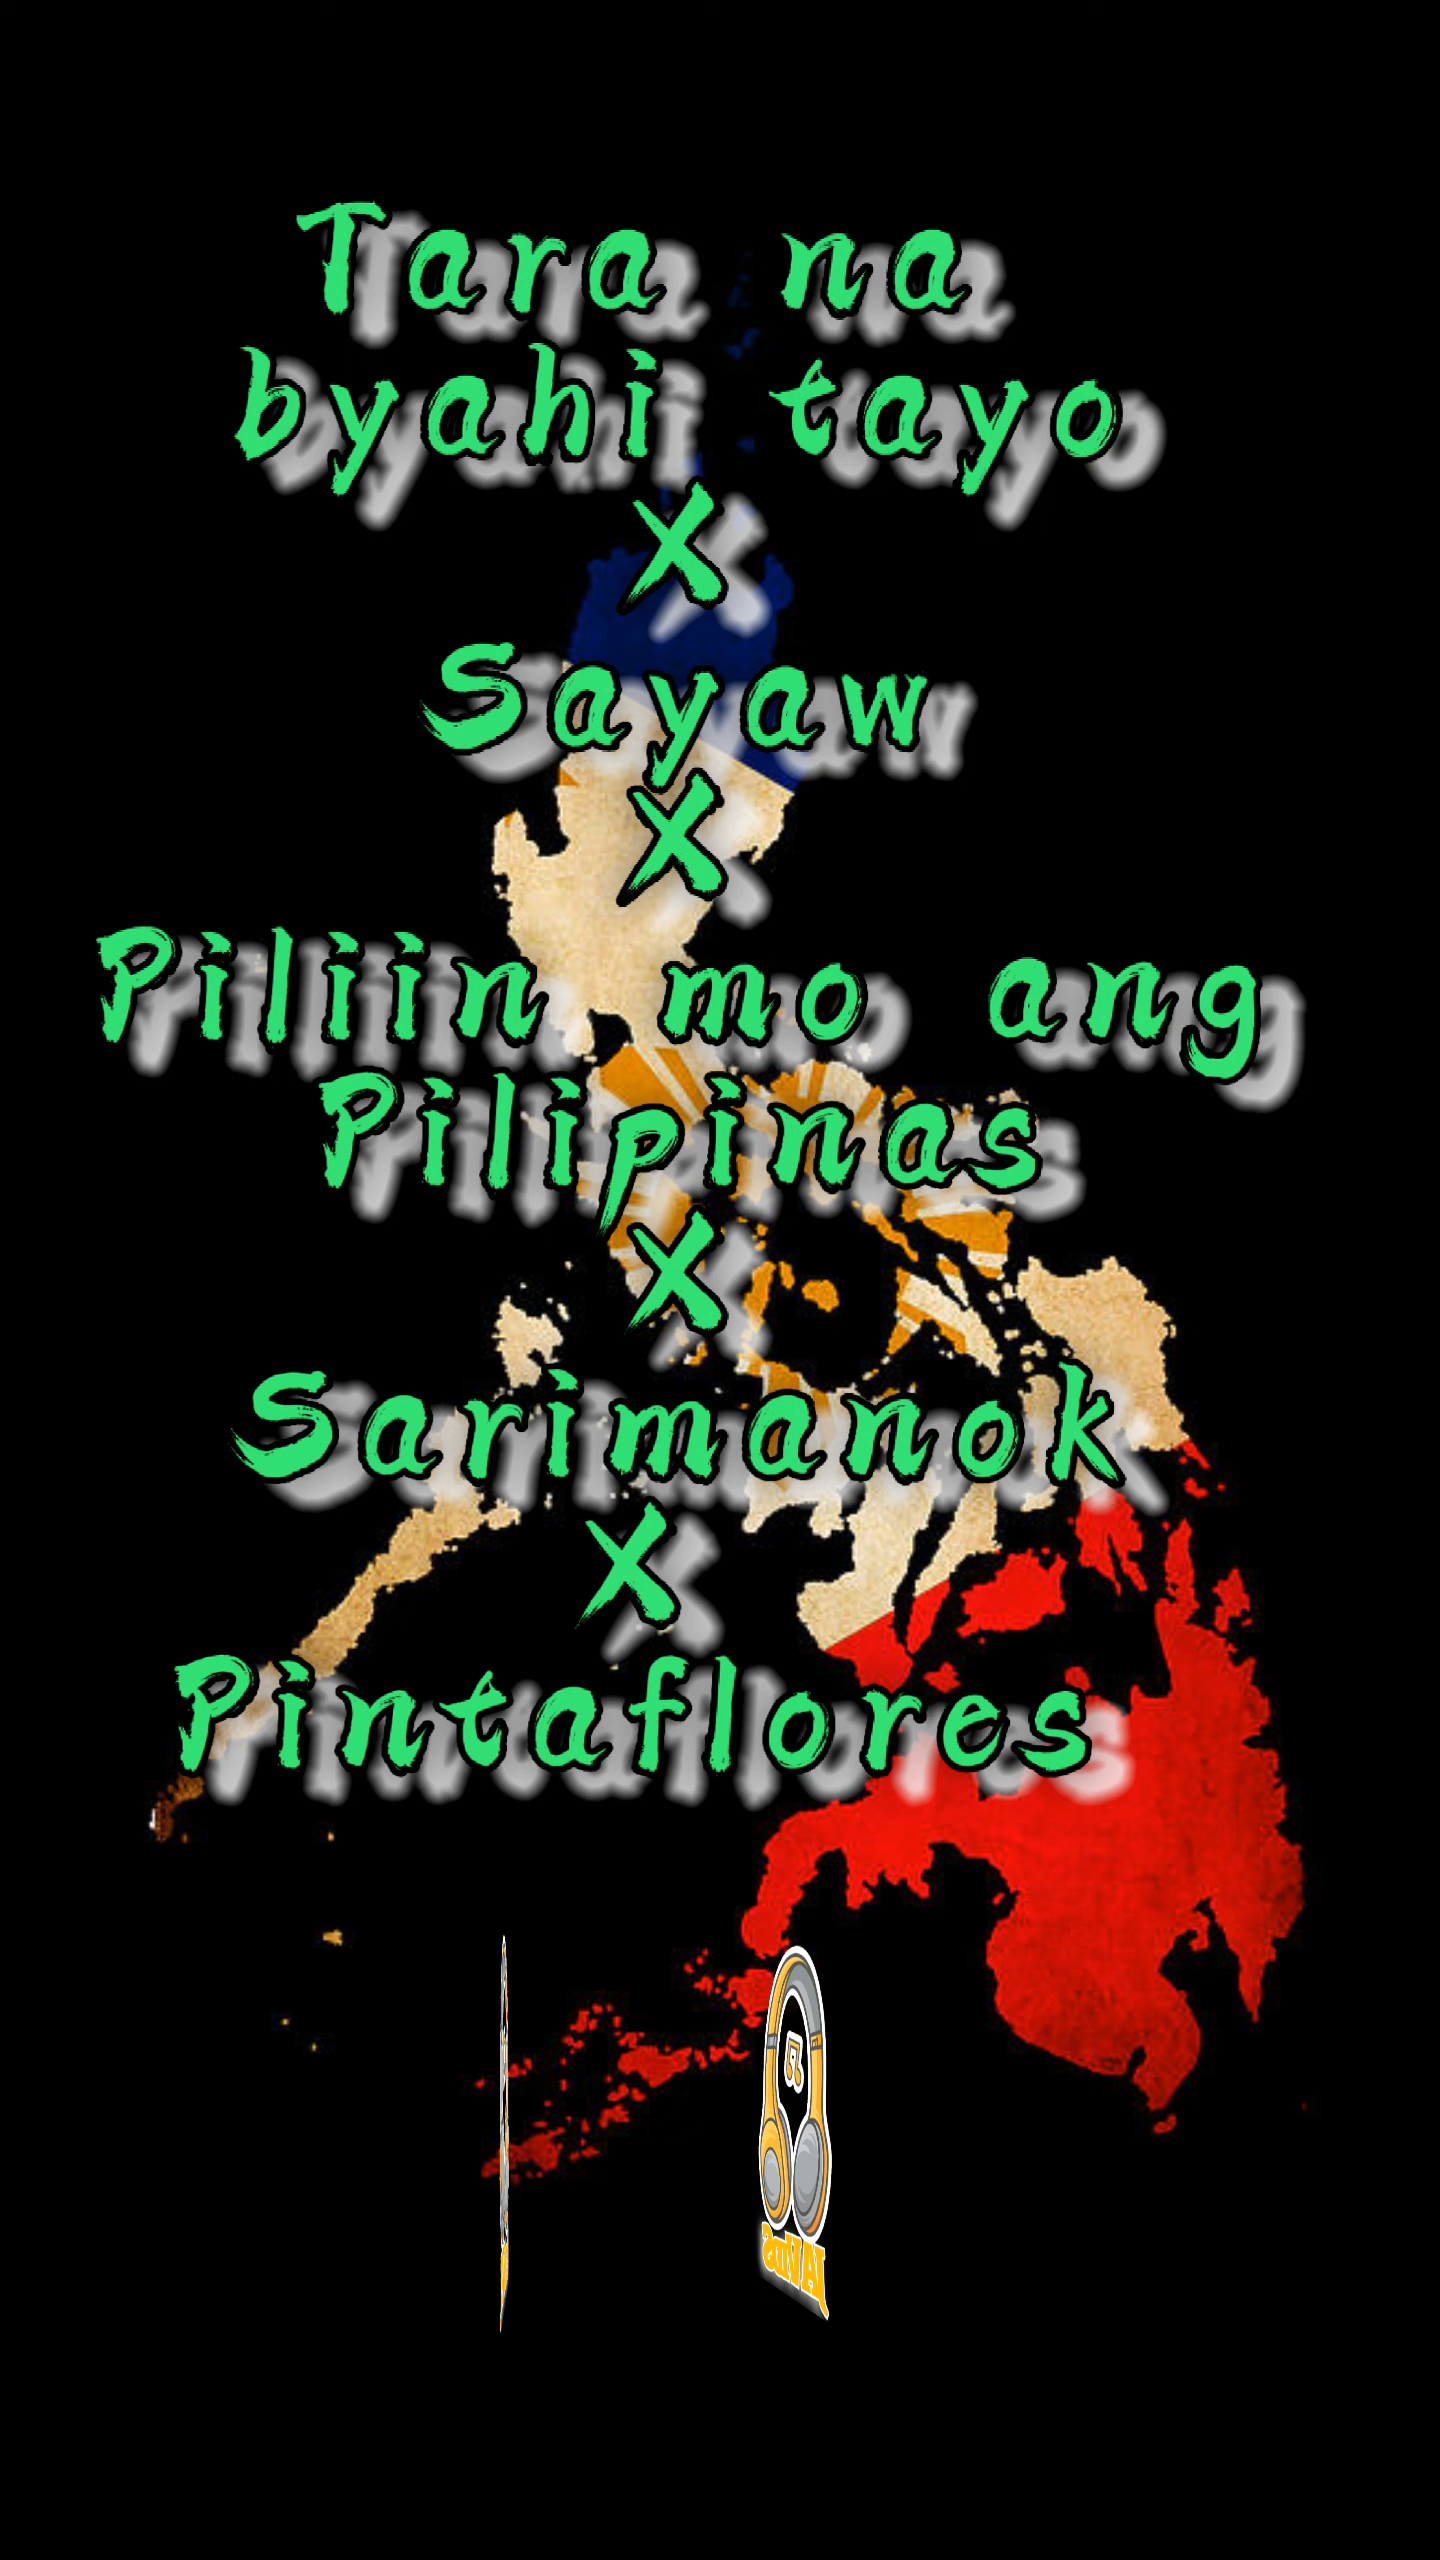 Tara na
byahi tayo
X
Sayaw
X
Piliin mo ang
Pilipinas
X
Sarimanok
X
Pintaflores